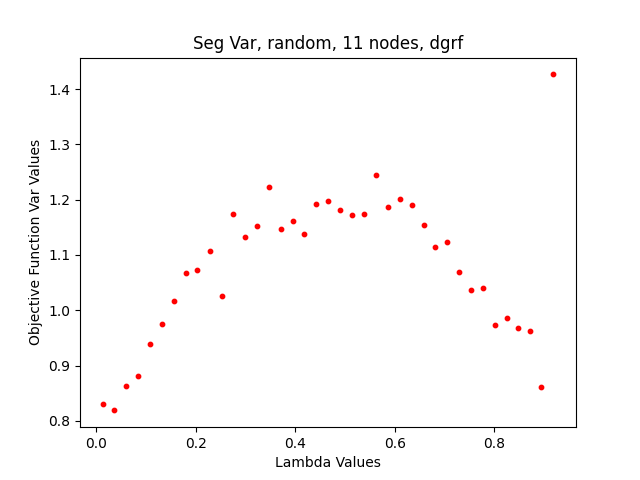 Seg Var, random, 11 nodes, dgrf
Objective Function Var Values
1.4
1.3
1.2
1.1
1.0
0.9
0.8
0.0 0.2 0.4 0.6 0.8
Lambda Values